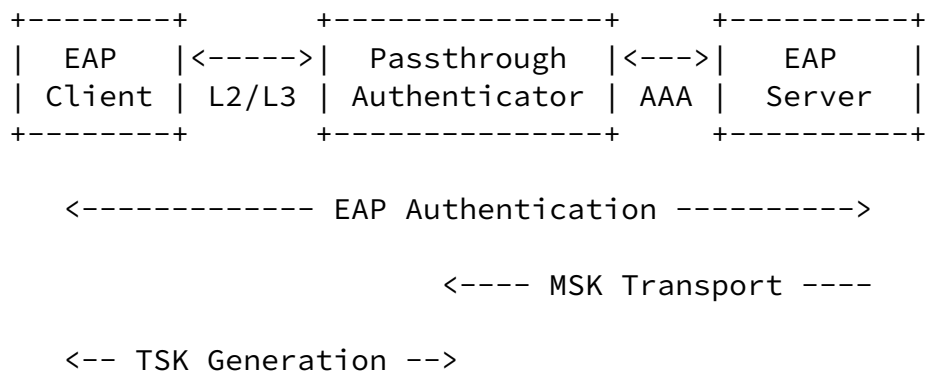 +--------+ +---------------+ +----------+
| EAP |<----->| Passthrough |<--->| EAP |
| Client | L2/L3 | Authenticator | AAA | Server |
+--------+ +---------------+ +----------+
<------------- EAP Authentication ---------->
<---- MSK Transport ----
<-- TSK Generation -->